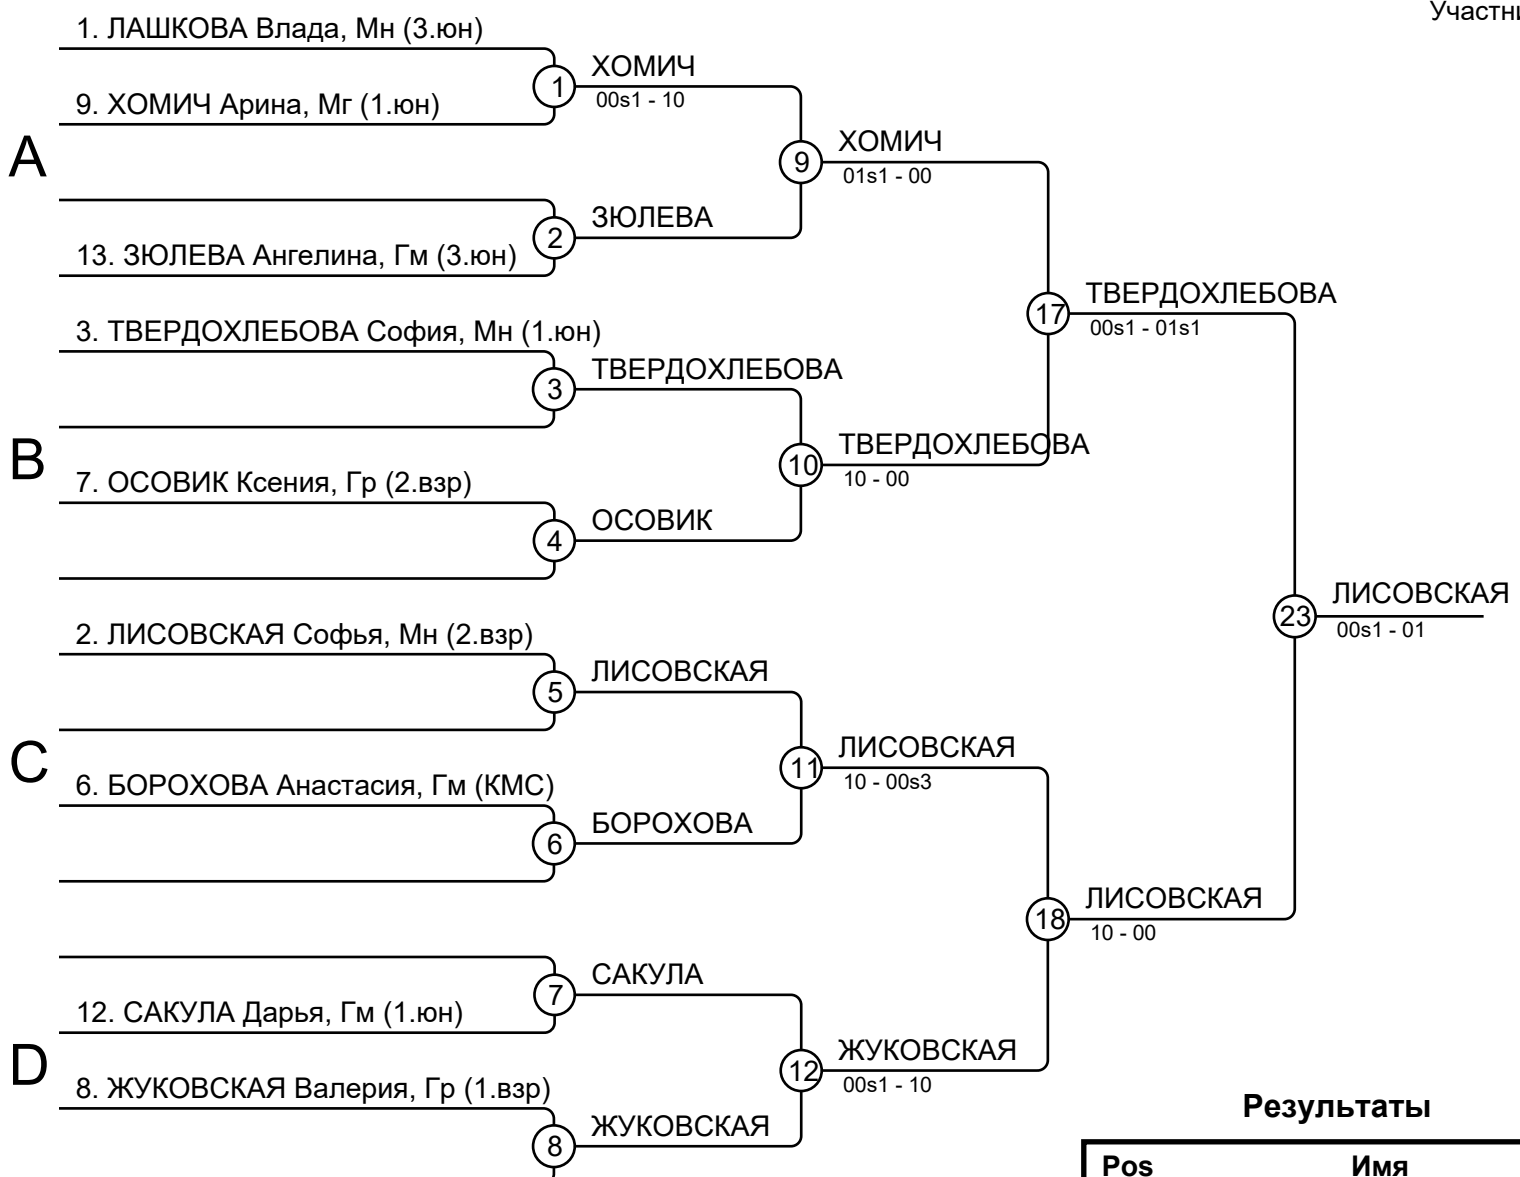 Участни
1. ЛАШКОВА Влада, Мн (3.юн)
ХОМИЧ
1
00s1 - 10
9. ХОМИЧ Арина, Мг (1.юн)
A
ХОМИЧ
9
01s1 - 00
ЗЮЛЕВА
2
13. ЗЮЛЕВА Ангелина, Гм (3.юн)
ТВЕРДОХЛЕБОВА
17
00s1 - 01s1
3. ТВЕРДОХЛЕБОВА София, Мн (1.юн)
ТВЕРДОХЛЕБОВА
3
B
ТВЕРДОХЛЕБОВА
10
10 - 00
7. ОСОВИК Ксения, Гр (2.взр)
ОСОВИК
4
ЛИСОВСКАЯ
23
00s1 - 01
2. ЛИСОВСКАЯ Софья, Мн (2.взр)
ЛИСОВСКАЯ
5
C
ЛИСОВСКАЯ
11
10 - 00s3
6. БОРОХОВА Анастасия, Гм (КМС)
БОРОХОВА
6
ЛИСОВСКАЯ
18
10 - 00
САКУЛА
7
12. САКУЛА Дарья, Гм (1.юн)
D
ЖУКОВСКАЯ
12
00s1 - 10
8. ЖУКОВСКАЯ Валерия, Гр (1.взр)
ЖУКОВСКАЯ
8
Результаты
Pos Имя